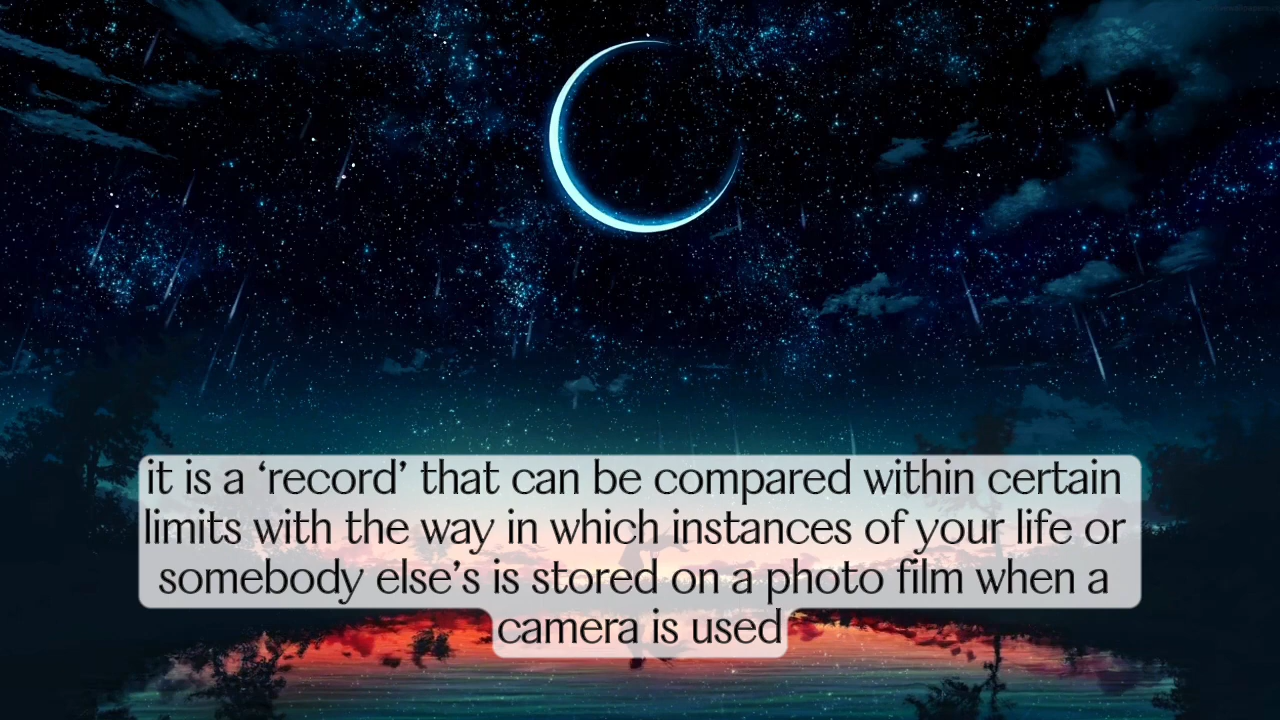 it is a ‘record’ that can be compared within certain
limits with the way in which instances of your life or
somebody else’s is stored on a photo film when a
camera is used